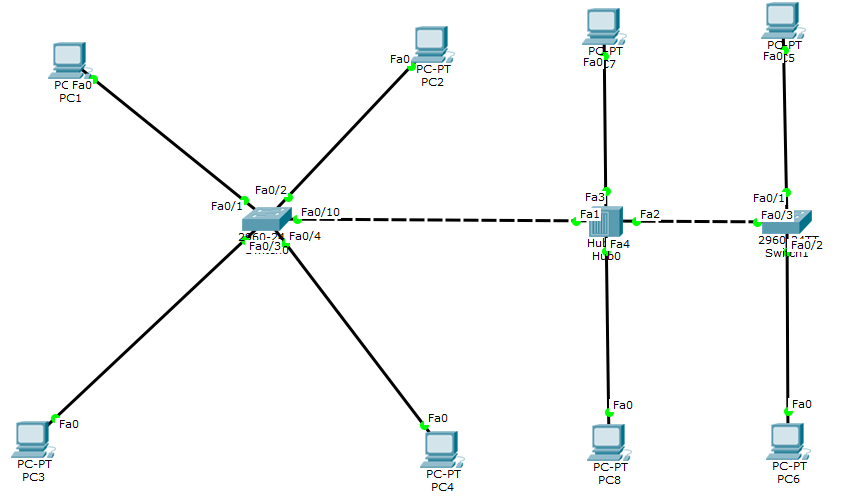 PC Fa0
PC1
Fa0
PC-PT
PC2
PC-PT
Fa0
PC-PT
Fa0
Fa0/2
Fa0/1
Fa0/10
Fa0/4
Fa0/3
Fa3
Fa1
Fa2
Fa4
Hub0
Fa0/1
Fa0/3
Fa0/2
Switch1
Fa0
PC-PT
PC3
Fa0
PC-PT
PC4
Fa0
PC-PT
PC8
Fa0
PC-PT
PC6